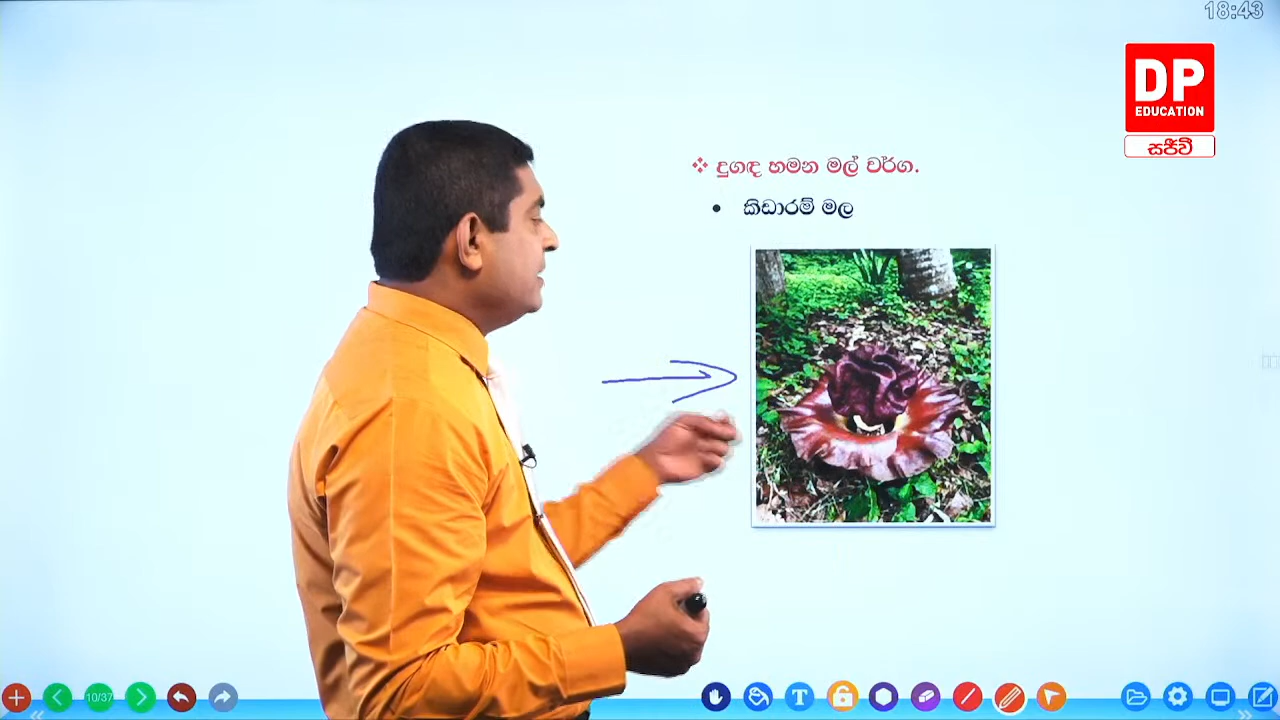 18:43
DP
EDUCATION
සජීවී
❖ දුගඳ හමන මල් වර්ග.
• කිඩාරම් මල
10/37
T